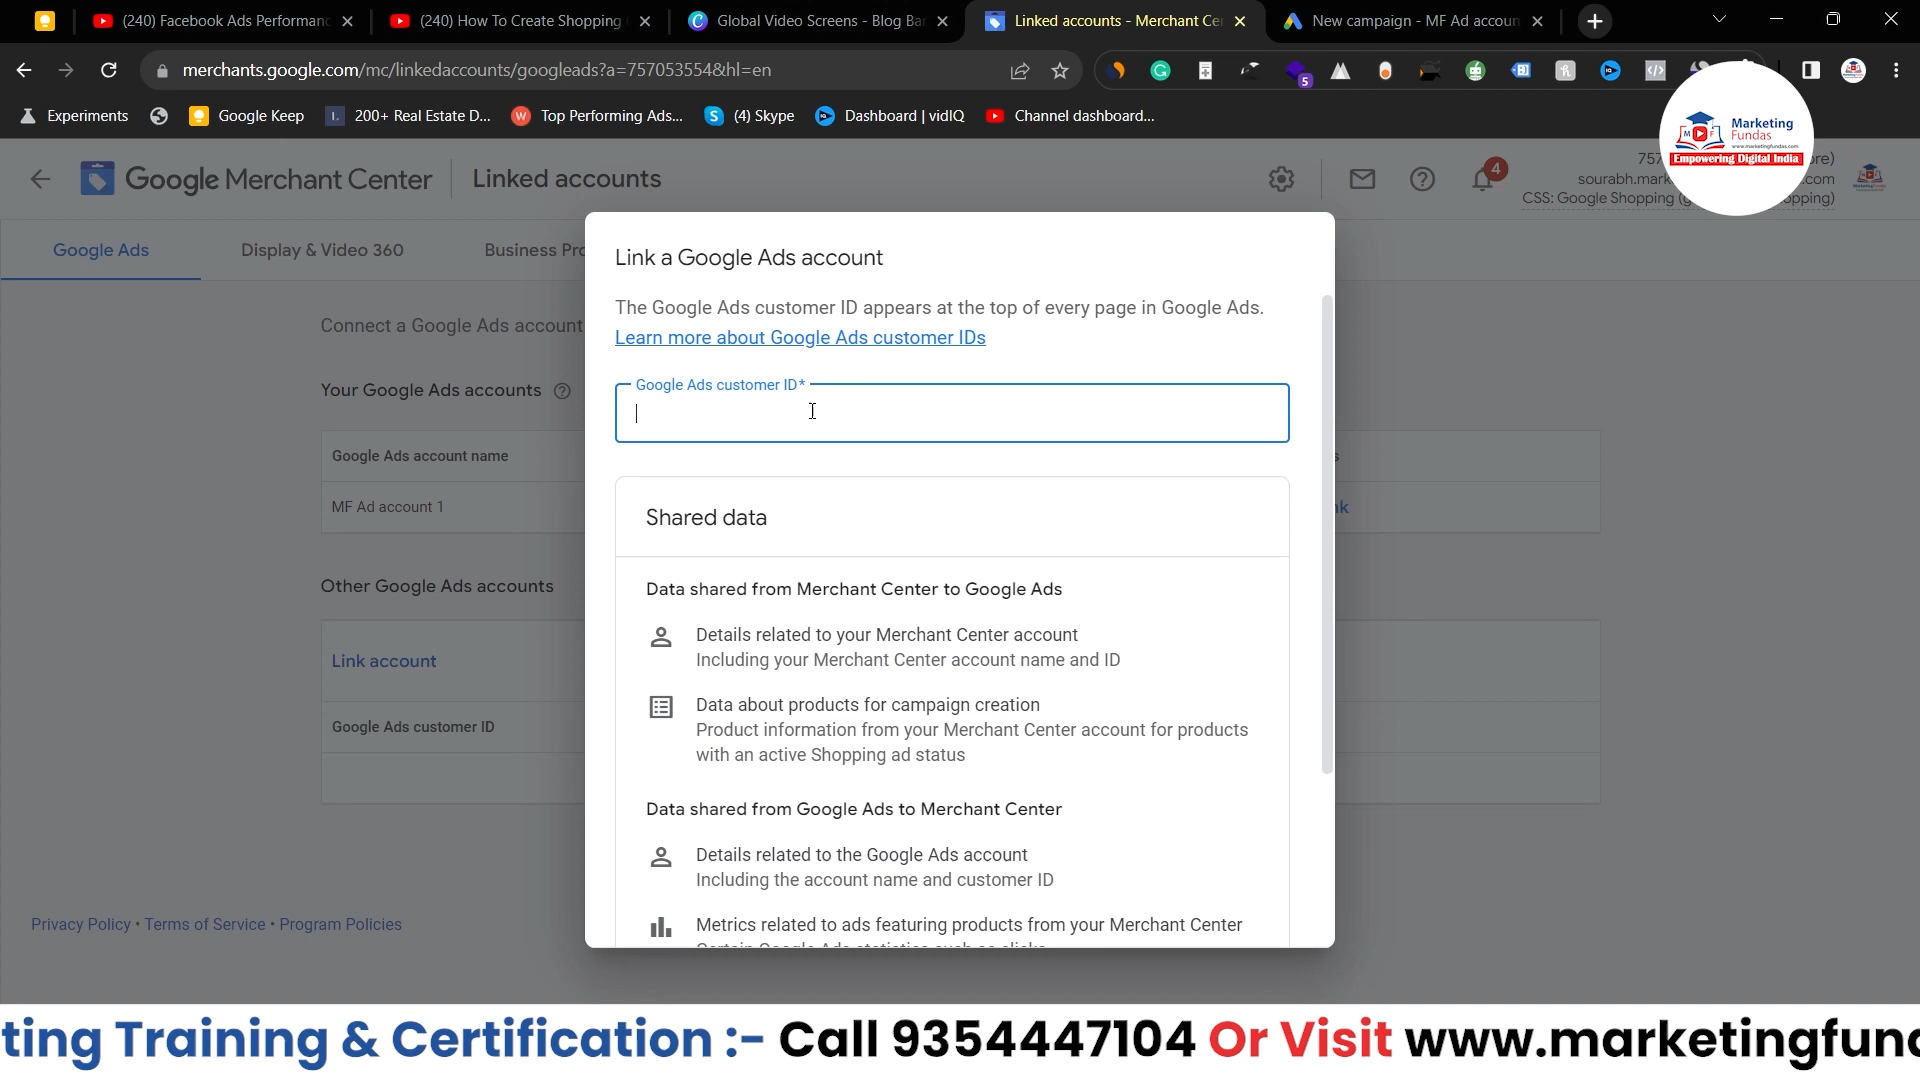 (240) Facebook Ads Performanc
(240) How To Create Shopping
Global Video Screens - Blog Ba
Linked accounts - Merchant Ce
New campaign - MF Ad accoun
merchants.google.com/mc/linkedaccounts/googleads?a=757053554&hl=en
5
Experiments
Google Keep
200+ Real Estate D...
Top Performing Ads...
(4) Skype
Dashboard | vidIQ
Channel dashboard...
Marketing
Fundas
www.marketingfundas.com
Empowering Digital India
Google Merchant Center
Linked accounts
4
757
re)
sourabh.mark
.com
CSS: Google Shopping (g
opping)
Google Ads
Display & Video 360
Business Pro
Connect a Google Ads account
Your Google Ads accounts
Google Ads account name
MF Ad account 1
Other Google Ads accounts
Link account
Google Ads customer ID
Privacy Policy • Terms of Service • Program Policies
Link a Google Ads account
The Google Ads customer ID appears at the top of every page in Google Ads.
Learn more about Google Ads customer IDs
Google Ads customer ID*
Shared data
Data shared from Merchant Center to Google Ads
Details related to your Merchant Center account
Including your Merchant Center account name and ID
Data about products for campaign creation
Product information from your Merchant Center account for products
with an active Shopping ad status
Data shared from Google Ads to Merchant Center
Details related to the Google Ads account
Including the account name and customer ID
Metrics related to ads featuring products from your Merchant Center
ting Training & Certification :- Call 9354447104 Or Visit www.marketingfund